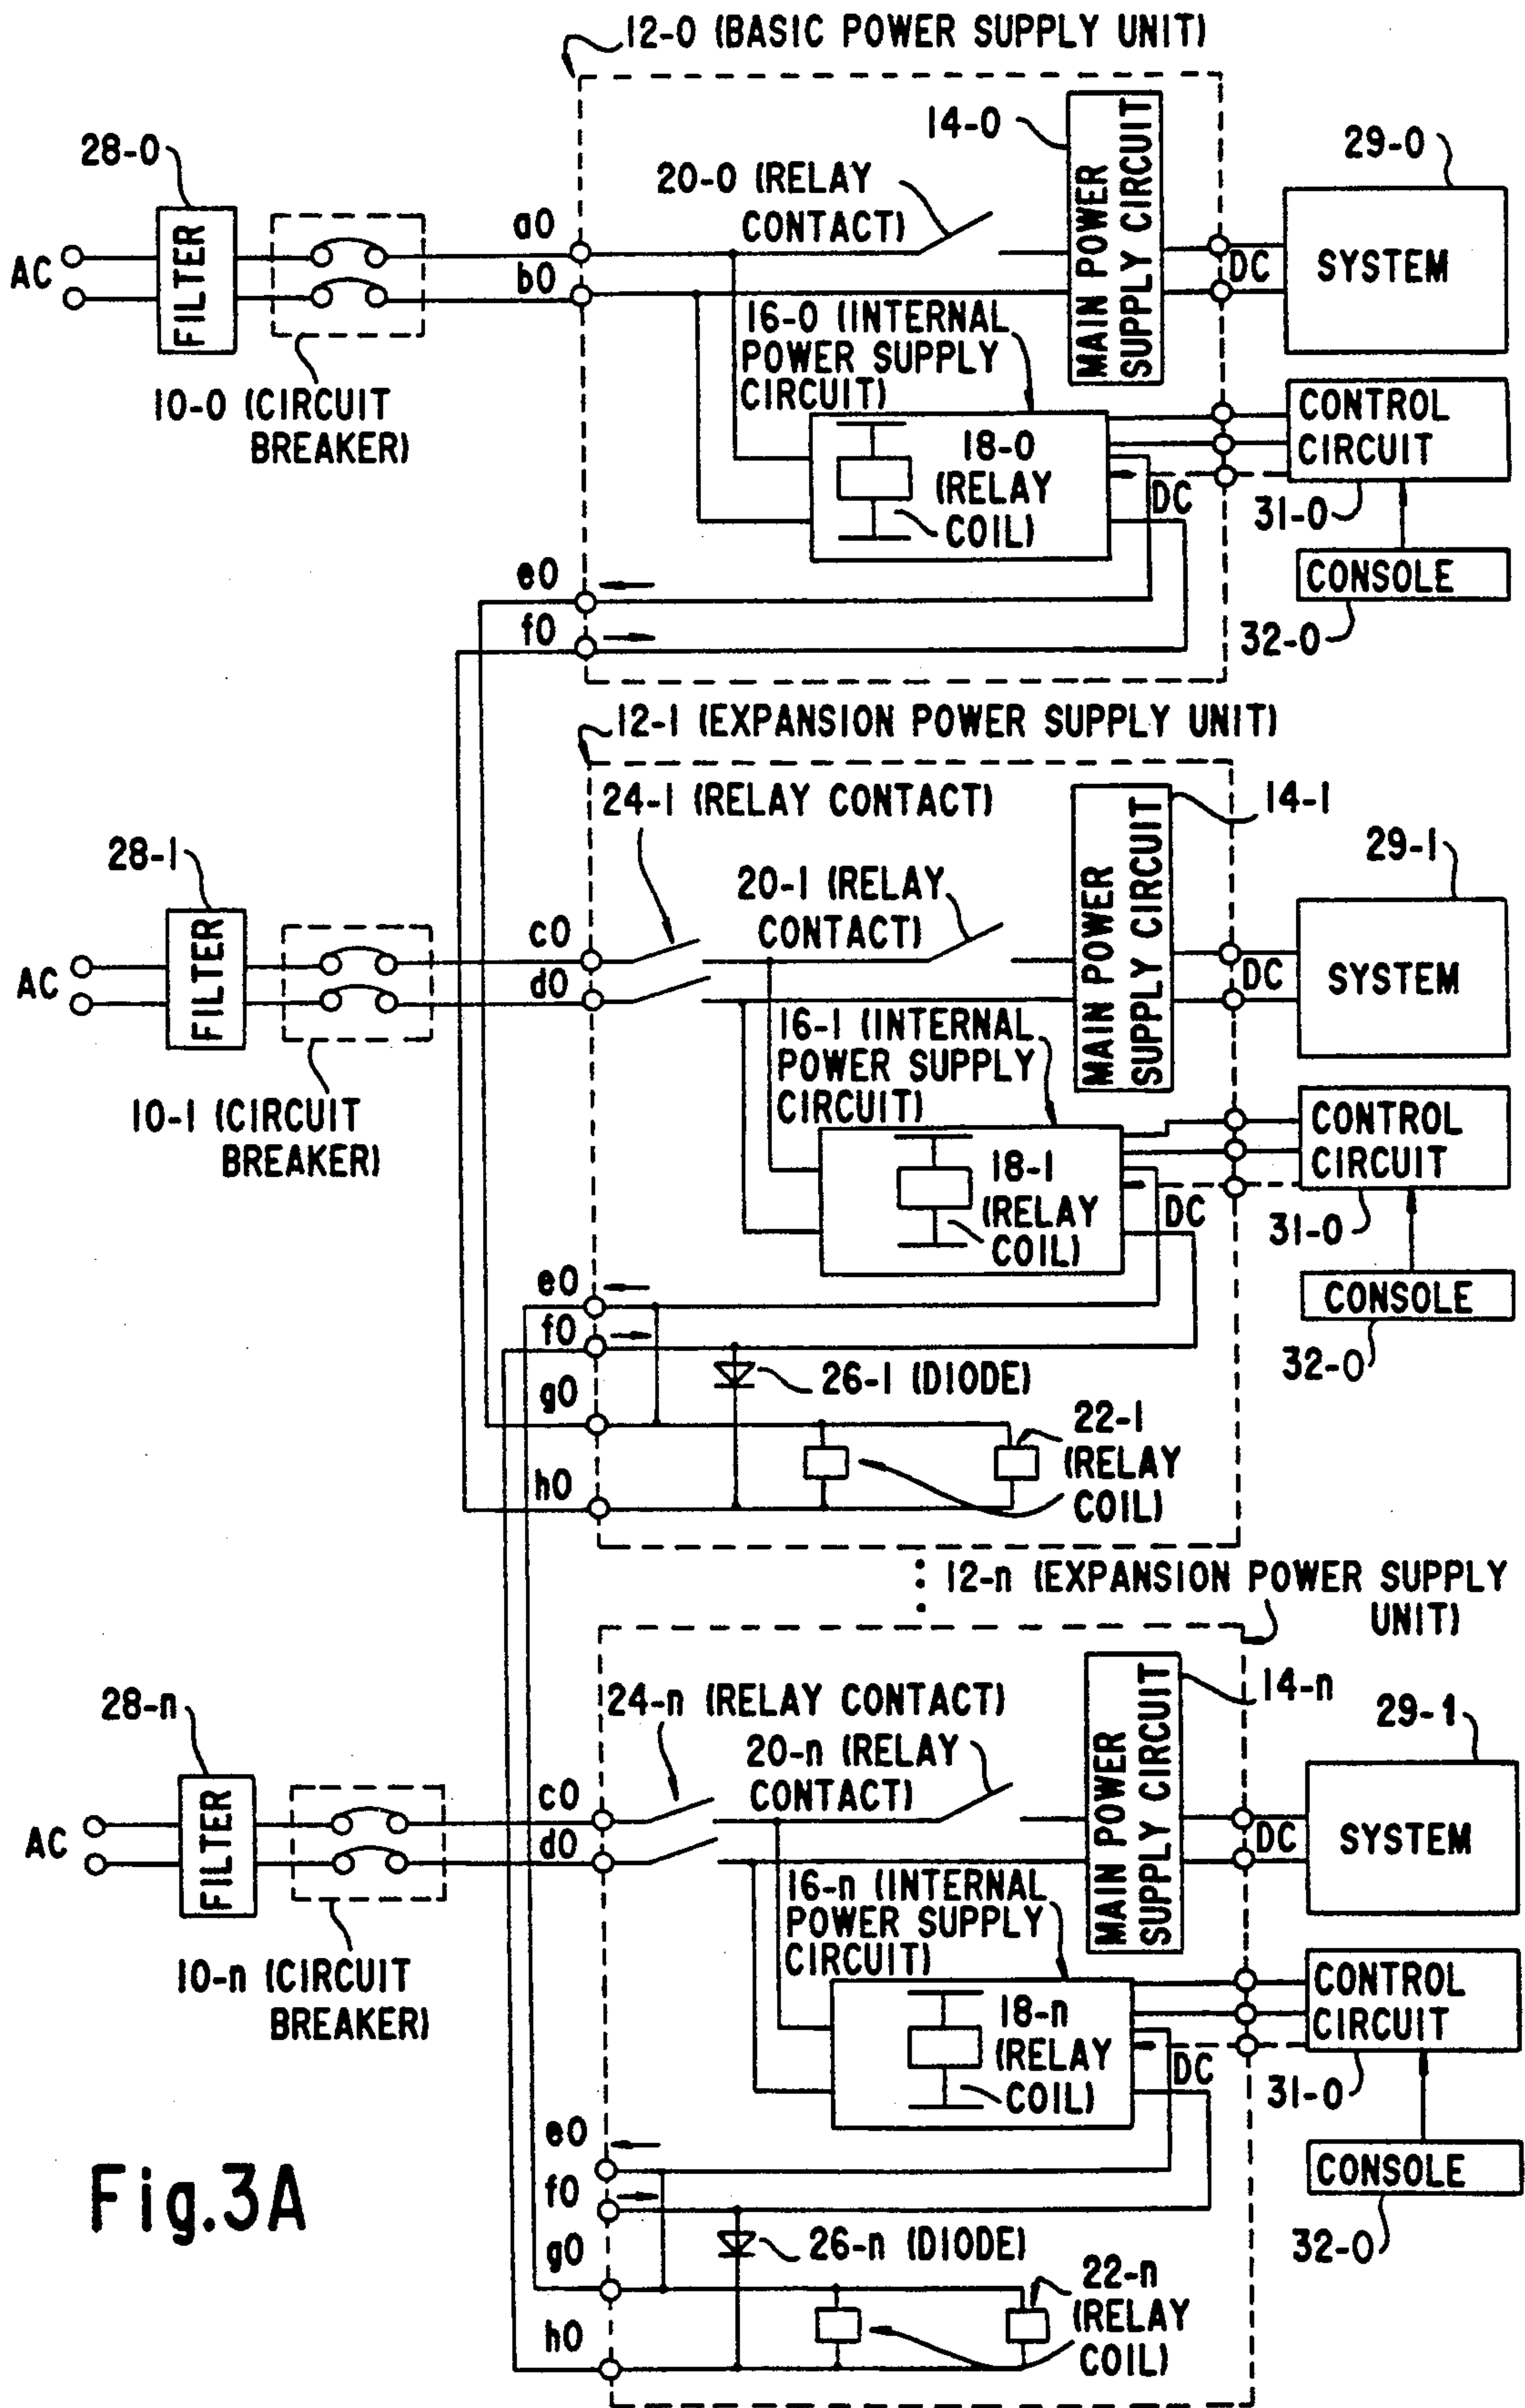 12-0 (BASIC POWER SUPPLY UNIT)
28-0
14-0
29-0
20-0 (RELAY
CONTACT)
MAIN POWER
SUPPLY CIRCUIT
AC
FILTER
a0
b0
DC
SYSTEM
16-0 (INTERNAL
POWER SUPPLY
CIRCUIT)
10-0 (CIRCUIT
BREAKER)
18-0
(RELAY
COIL)
DC
CONTROL
CIRCUIT
31-0
CONSOLE
32-0
e0
f0
12-1 (EXPANSION POWER SUPPLY UNIT)
24-1 (RELAY CONTACT)
14-1
28-1
29-1
20-1 (RELAY
CONTACT)
MAIN POWER
SUPPLY CIRCUIT
AC
FILTER
c0
d0
DC
SYSTEM
16-1 (INTERNAL
POWER SUPPLY
CIRCUIT)
10-1 (CIRCUIT
BREAKER)
18-1
(RELAY
COIL)
DC
CONTROL
CIRCUIT
31-0
CONSOLE
32-0
e0
f0
26-1 (DIODE)
g0
22-1
(RELAY
COIL)
h0
12-n (EXPANSION POWER SUPPLY
UNIT)
24-n (RELAY CONTACT)
14-n
28-n
29-1
20-n (RELAY
CONTACT)
MAIN POWER
SUPPLY CIRCUIT
AC
FILTER
c0
d0
DC
SYSTEM
16-n (INTERNAL
POWER SUPPLY
CIRCUIT)
10-n (CIRCUIT
BREAKER)
18-n
(RELAY
COIL)
DC
CONTROL
CIRCUIT
31-0
CONSOLE
32-0
e0
f0
26-n (DIODE)
g0
22-n
(RELAY
COIL)
h0
Fig.3A